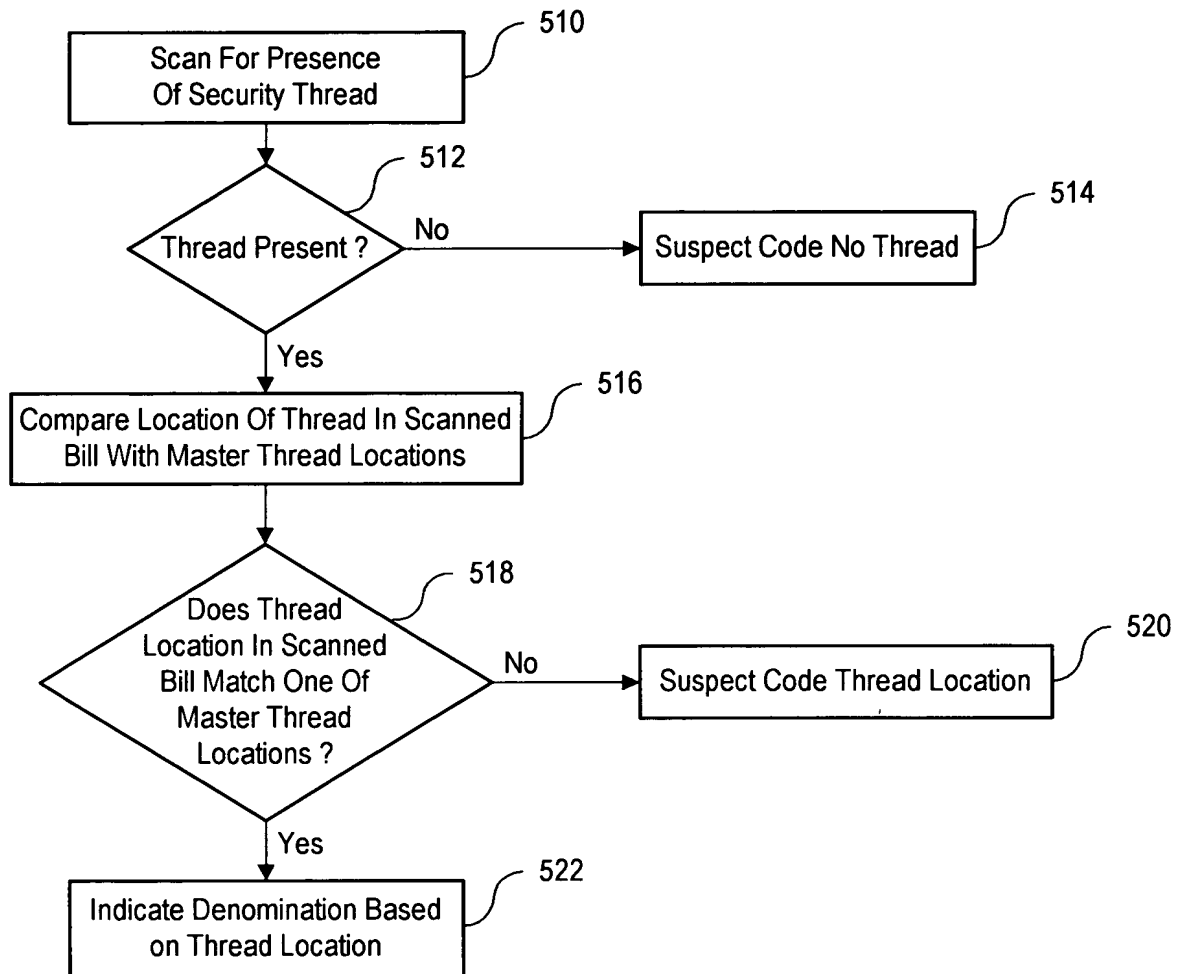 510
Scan For Presence
Of Security Thread
512
Thread Present ?
No
514
Suspect Code No Thread
Yes
516
Compare Location Of Thread In Scanned
Bill With Master Thread Locations
518
Does Thread
Location In Scanned
Bill Match One Of
Master Thread
Locations ?
No
520
Suspect Code Thread Location
Yes
522
Indicate Denomination Based
on Thread Location